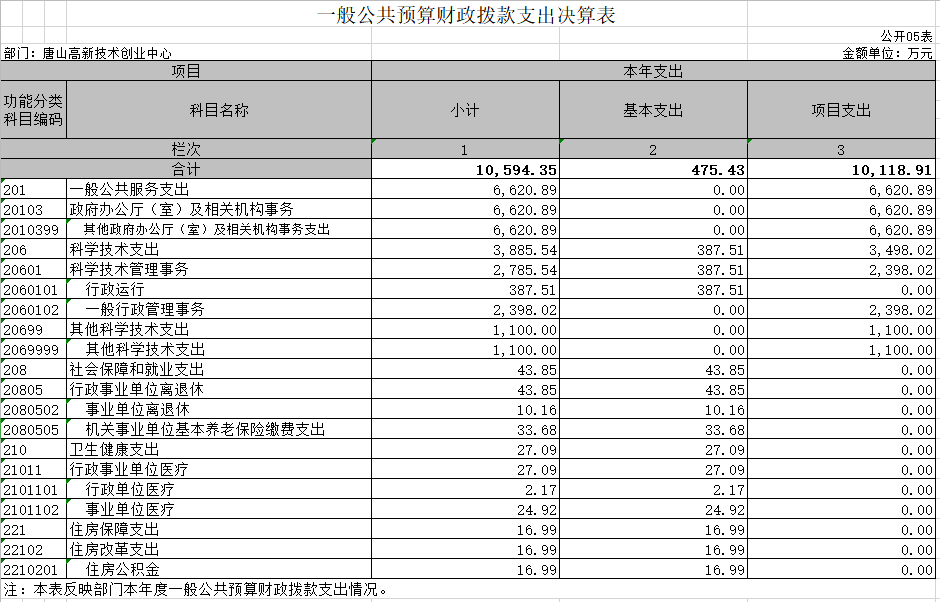 一般公共预算财政拨款支出决算表
公开05表
部门：唐山高新技术创业中心 金额单位：万元
项目 本年支出
功能分类科目编码 科目名称 小计 基本支出 项目支出
栏次 1 2 3
合计 10,594.35 475.43 10,118.91
201 一般公共服务支出 6,620.89 0.00 6,620.89
20103 政府办公厅（室）及相关机构事务 6,620.89 0.00 6,620.89
2010399 其他政府办公厅（室）及相关机构事务支出 6,620.89 0.00 6,620.89
206 科学技术支出 3,885.54 387.51 3,498.02
20601 科学技术管理事务 2,785.54 387.51 2,398.02
2060101 行政运行 387.51 387.51 0.00
2060102 一般行政管理事务 2,398.02 0.00 2,398.02
20699 其他科学技术支出 1,100.00 0.00 1,100.00
2069999 其他科学技术支出 1,100.00 0.00 1,100.00
208 社会保障和就业支出 43.85 43.85 0.00
20805 行政事业单位离退休 43.85 43.85 0.00
2080502 事业单位离退休 10.16 10.16 0.00
2080505 机关事业单位基本养老保险缴费支出 33.68 33.68 0.00
210 卫生健康支出 27.09 27.09 0.00
21011 行政事业单位医疗 27.09 27.09 0.00
2101101 行政单位医疗 2.17 2.17 0.00
2101102 事业单位医疗 24.92 24.92 0.00
221 住房保障支出 16.99 16.99 0.00
22102 住房改革支出 16.99 16.99 0.00
2210201 住房公积金 16.99 16.99 0.00
注：本表反映部门本年度一般公共预算财政拨款支出情况。